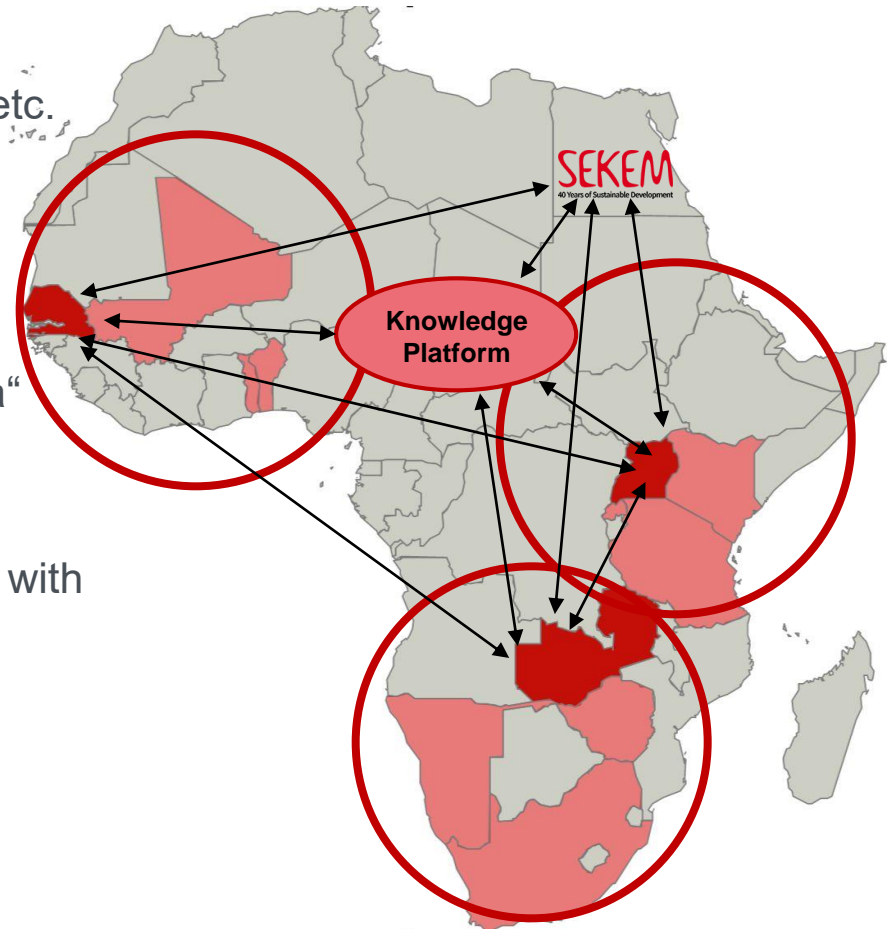 etc.
SEKEM
40 Years of Sustainable Development
Knowledge
Platform
a“
with